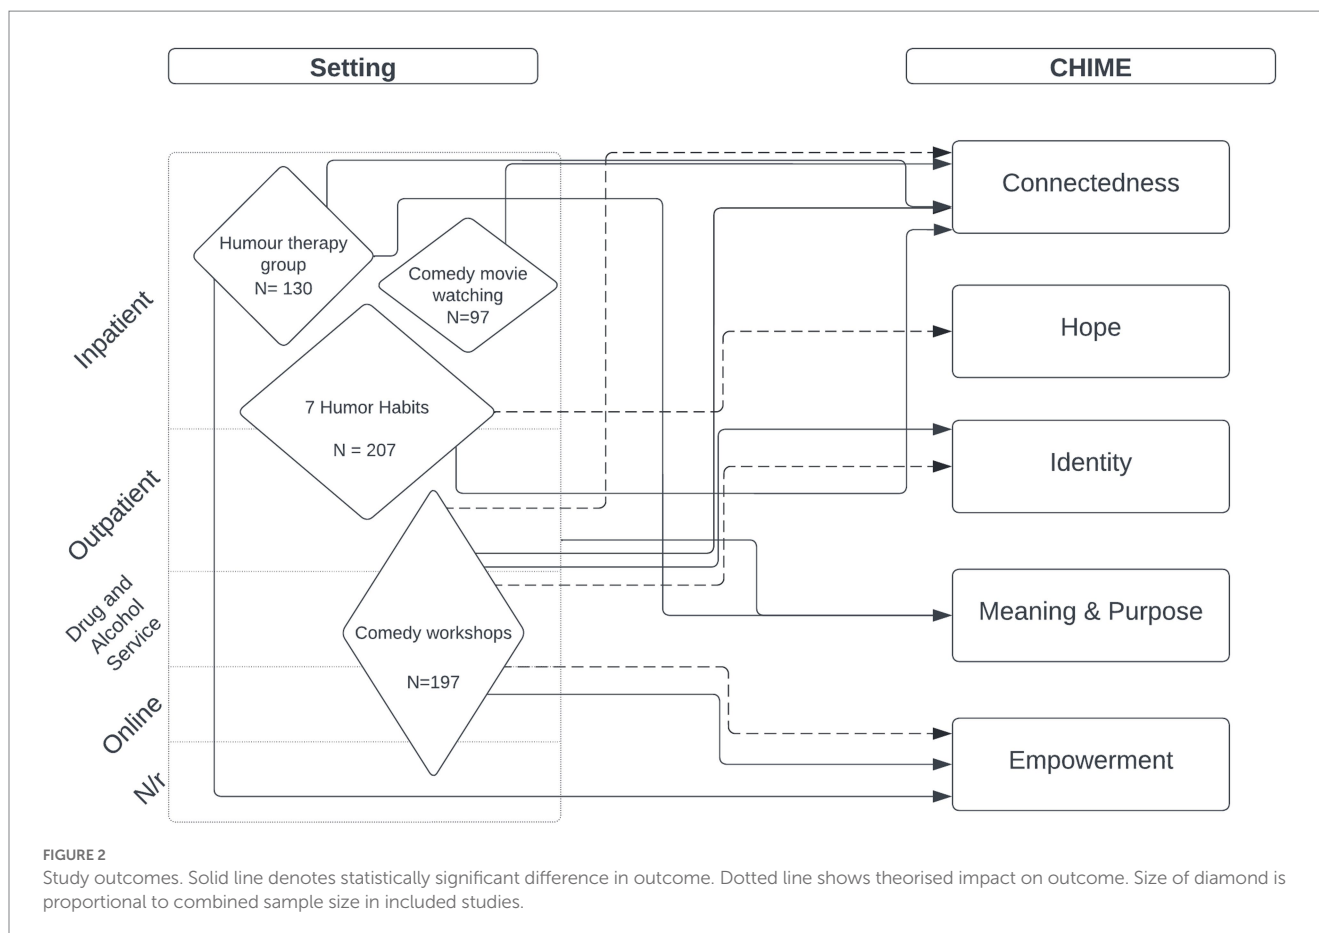 Setting
CHIME
Humour therapy
group
N= 130
Comedy movie
watching
N=97
7 Humor Habits
N = 207
Comedy workshops
N=197
Inpatient
Outpatient
Drug and
Alcohol
Service
Online
N/r
Connectedness
Hope
Identity
Meaning & Purpose
Empowerment
FIGURE 2
Study outcomes. Solid line denotes statistically significant difference in outcome. Dotted line shows theorised impact on outcome. Size of diamond is
proportional to combined sample size in included studies.